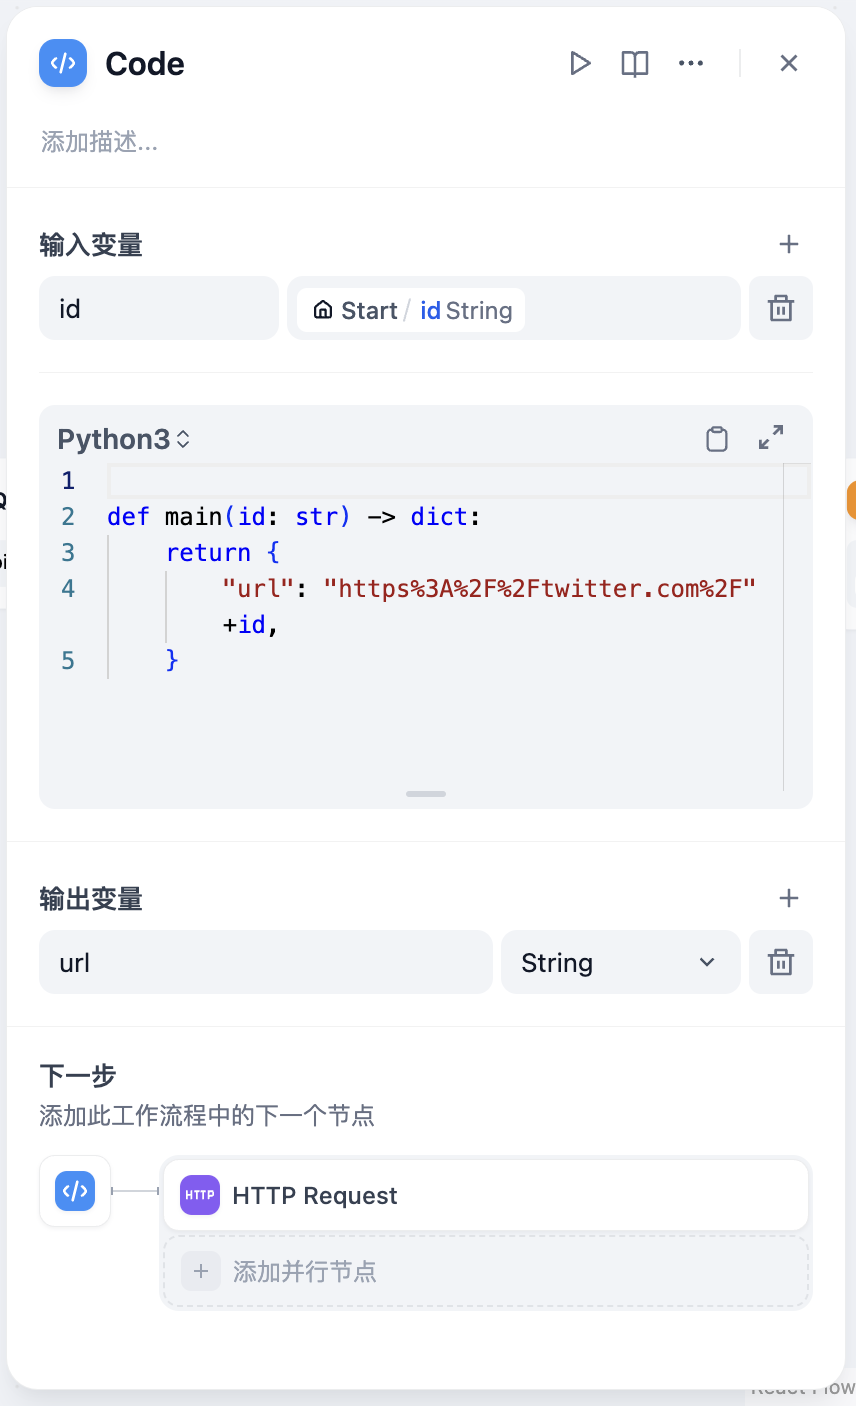 Code
添加描述...
输入变量
id
Start / id String
Python3
1
2 def main(id: str) -> dict:
3 return {
4 "url": "https%3A%2F%2Ftwitter.com%2F"
+id,
5 }
输出变量
url
String
下一步
添加此工作流程中的下一个节点
HTTP
HTTP Request
添加并行节点